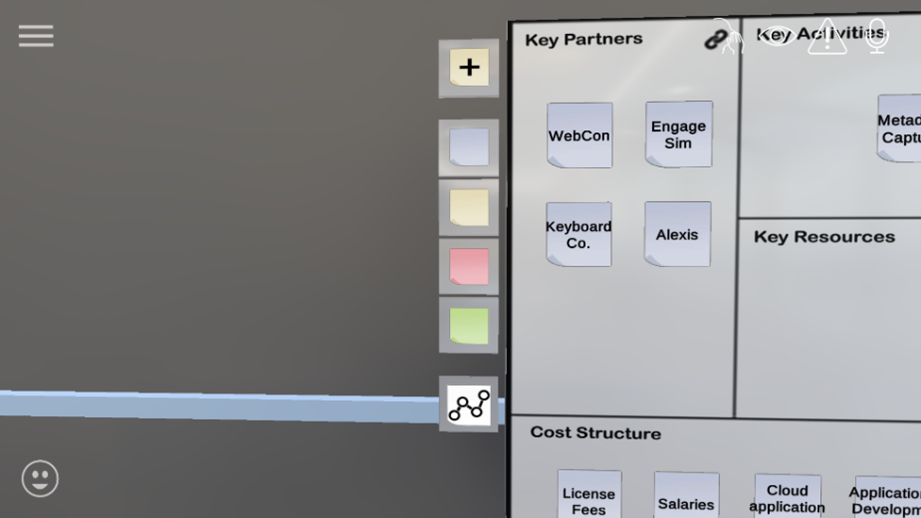 +
Key Partners
Key Activities
WebCon
Engage
Sim
Keyboard
Co.
Alexis
Metad
Captu
Key Resources
Cost Structure
License
Fees
Salaries
Cloud
application
Application
Developm